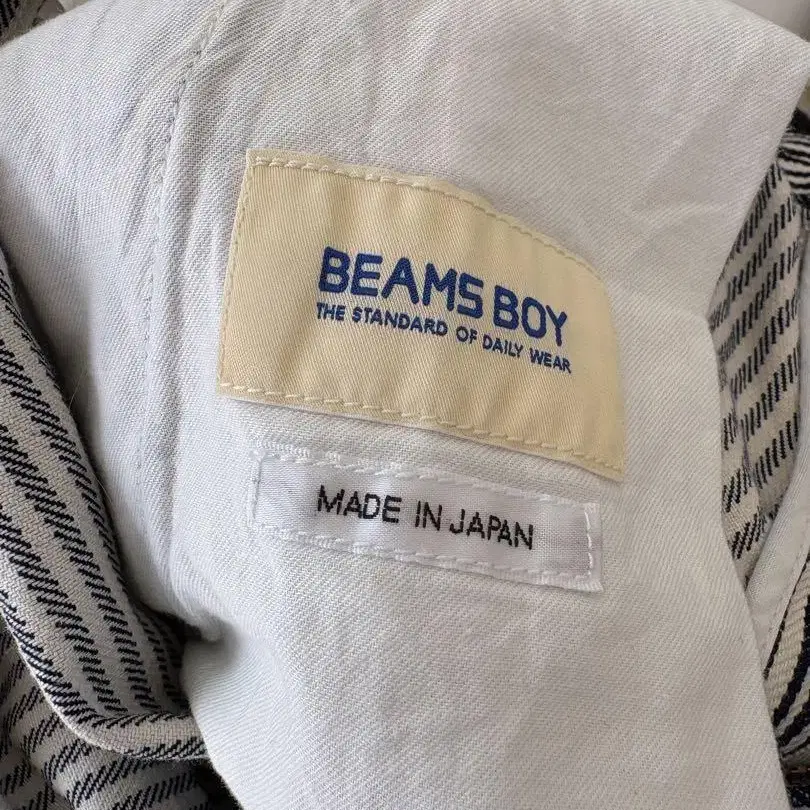 BEAMS BOY
THE STANDARD OF DAILY WEAR
MADE IN JAPAN